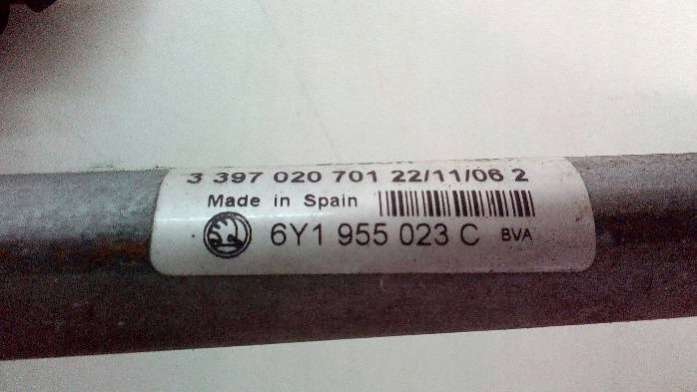 3 397 020 701 22/11/06 2
Made in Spain
6Y1 955 023 C BVA